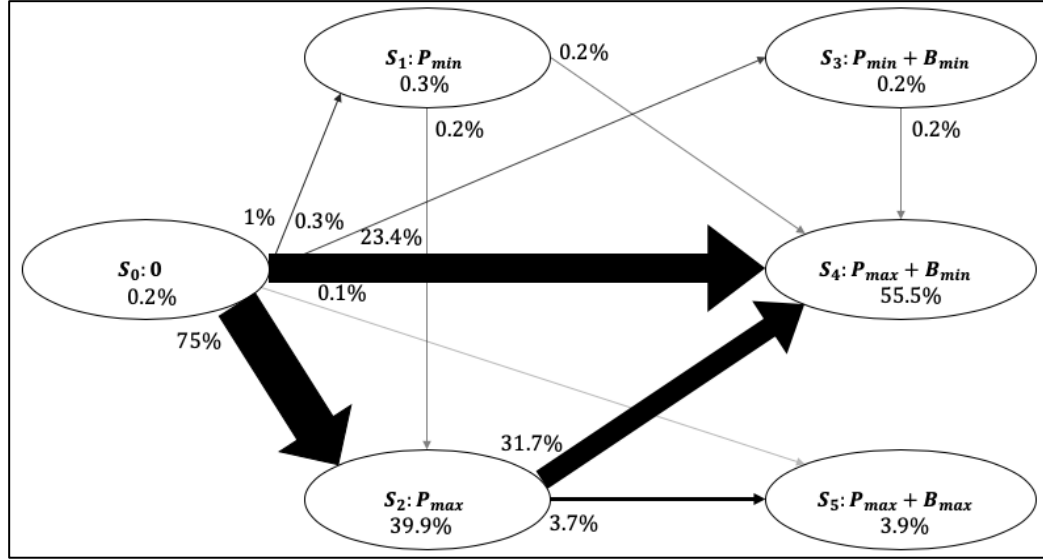 S₁: Pₘᵢₙ
0.3%
0.2%
S₃: Pₘᵢₙ + Bₘᵢₙ
0.2%
0.2%
0.2%
1%
0.3%
23.4%
S₀: 0
0.2%
0.1%
S₄: Pₘₐₓ + Bₘᵢₙ
55.5%
75%
31.7%
S₂: Pₘₐₓ
39.9%
3.7%
S₅: Pₘₐₓ + Bₘₐₓ
3.9%